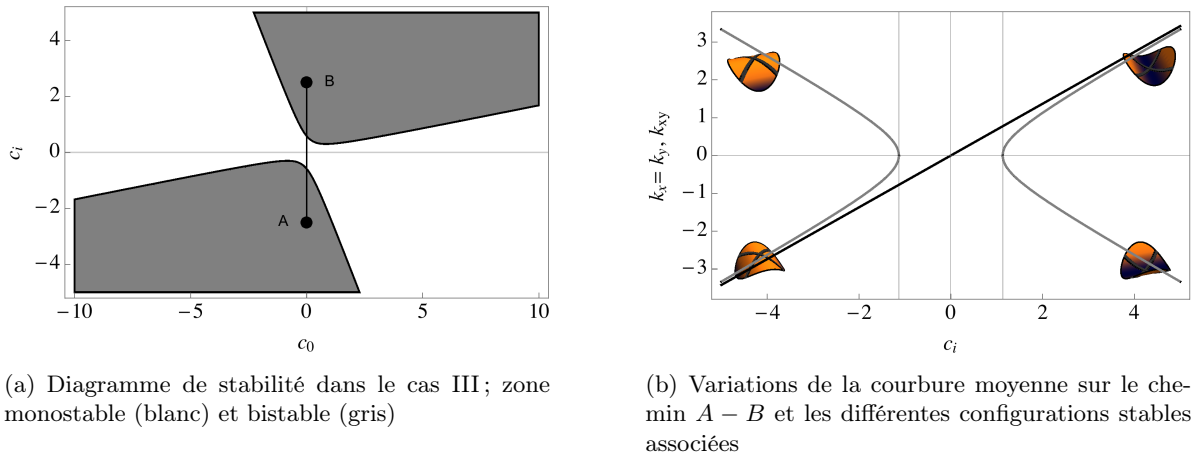 4
2
0
−2
−4
c_i
B
A
−10
−5
0
5
10
c_0
3
2
1
0
−1
−2
−3
k_x= k_y, k_xy
−4
−2
0
2
4
c_i
(a) Diagramme de stabilité dans le cas III ; zone
monostable (blanc) et bistable (gris)
(b) Variations de la courbure moyenne sur le che-
min A − B et les différentes configurations stables
associées